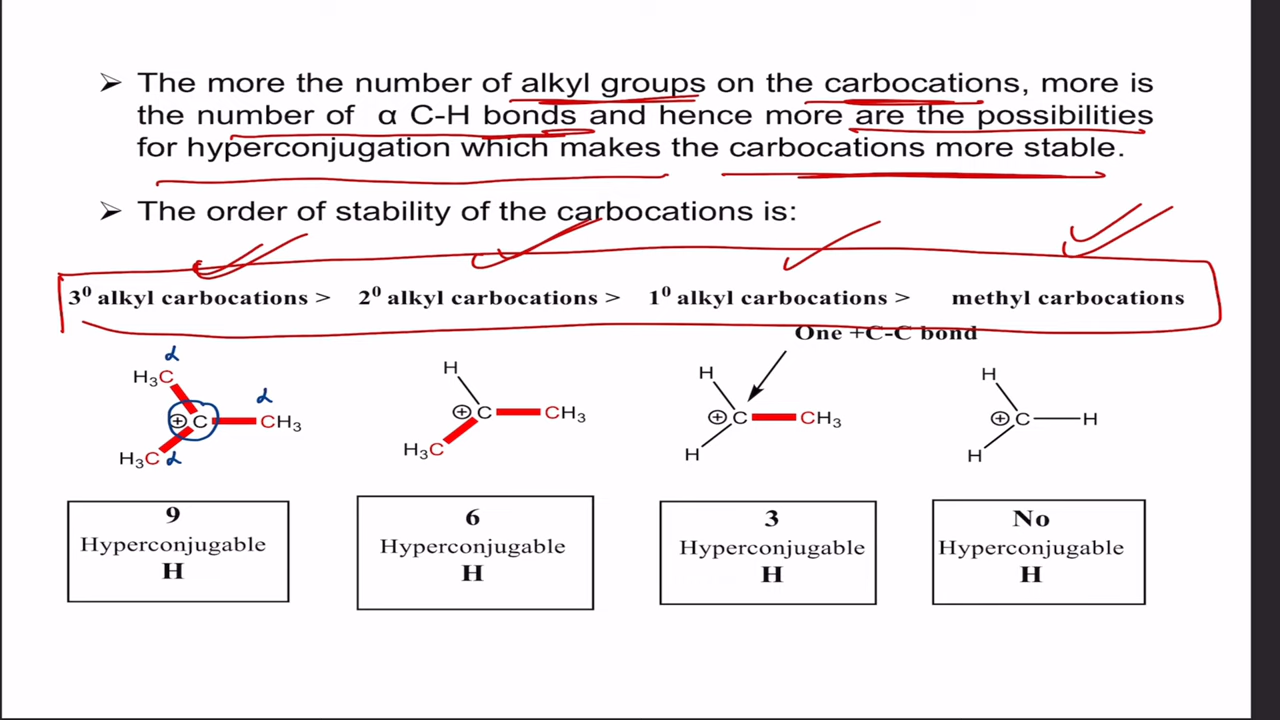 ➢ The more the number of alkyl groups on the carbocations, more is
the number of α C-H bonds and hence more are the possibilities
for hyperconjugation which makes the carbocations more stable.
➢ The order of stability of the carbocations is:
3⁰ alkyl carbocations > 2⁰ alkyl carbocations > 1⁰ alkyl carbocations > methyl carbocations
One +C-C bond
α
H₃C
α
⊕ C CH₃
H₃C α
H
⊕ C CH₃
H₃C
H
⊕ C CH₃
H
H
⊕ C H
H
9
Hyperconjugable
H
6
Hyperconjugable
H
3
Hyperconjugable
H
No
Hyperconjugable
H